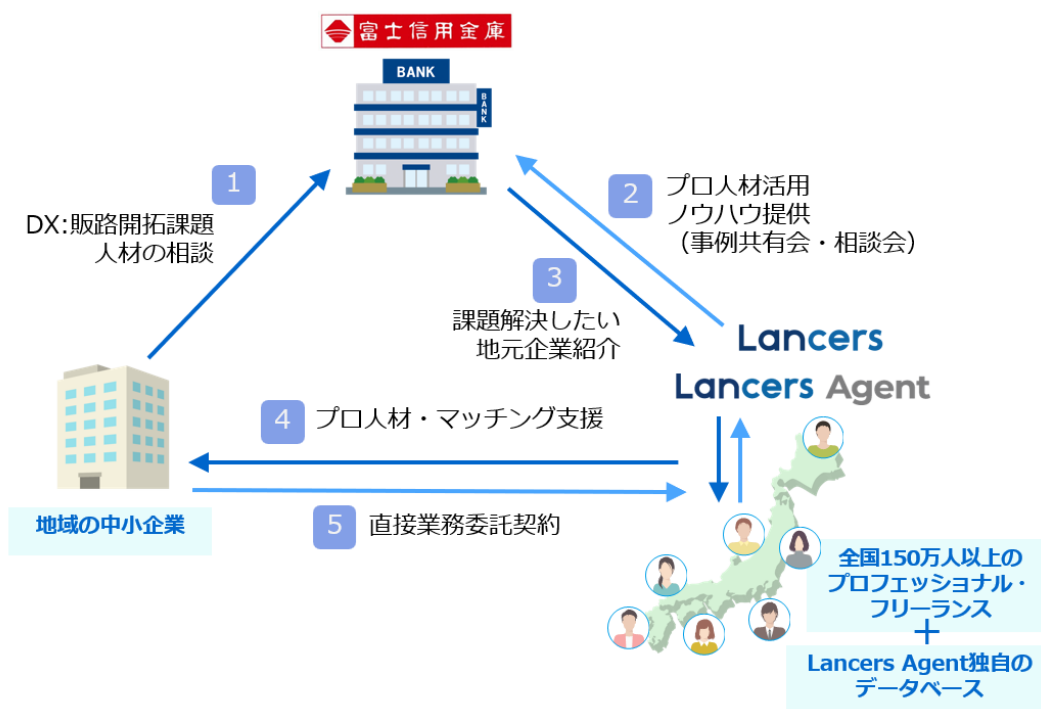 富士信用金庫
BANK
BANK
1
DX:販路開拓課題
人材の相談
2
プロ人材活用
ノウハウ提供
（事例共有会・相談会）
3
課題解決したい
地元企業紹介
Lancers
Lancers Agent
4
プロ人材・マッチング支援
地域の中小企業
5
直接業務委託契約
全国150万人以上の
プロフェッショナル・
フリーランス
＋
Lancers Agent独自の
データベース